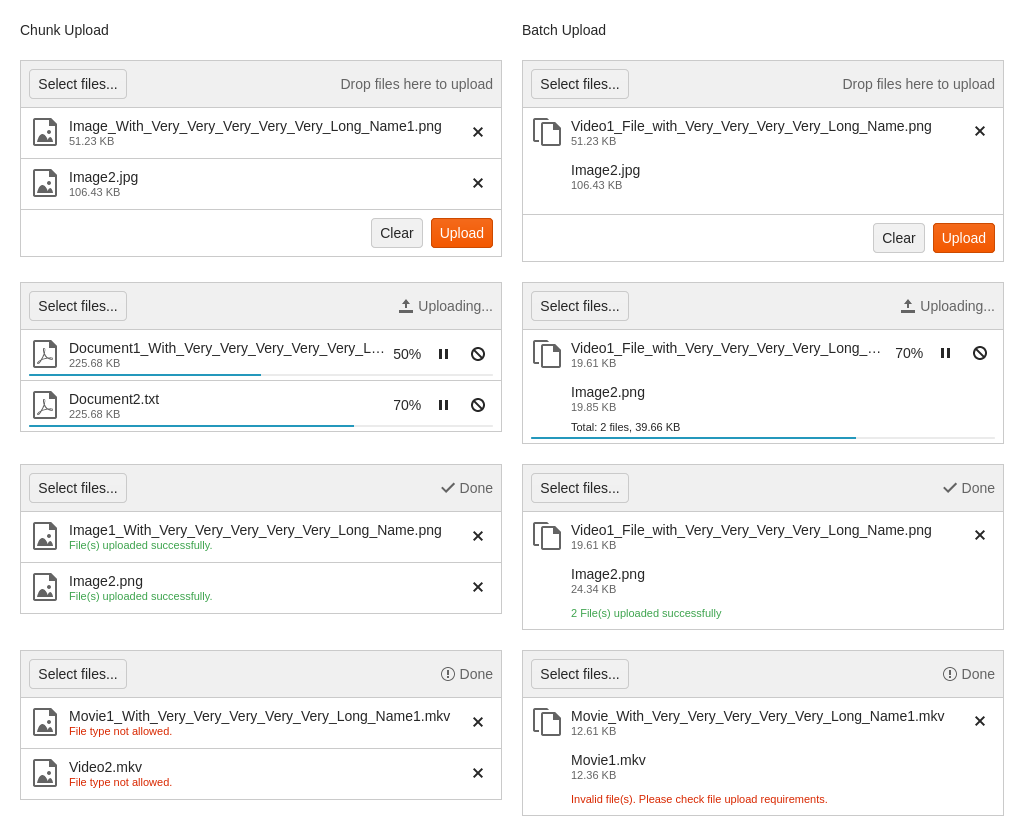 Chunk Upload
Select files...
Drop files here to upload
Image_With_Very_Very_Very_Very_Very_Long_Name1.png
51.23 KB
Image2.jpg
106.43 KB
Clear
Upload
Select files...
Uploading...
Document1_With_Very_Very_Very_Very_Very_L...
225.68 KB
50%
Document2.txt
225.68 KB
70%
Select files...
Done
Image1_With_Very_Very_Very_Very_Very_Long_Name.png
File(s) uploaded successfully.
Image2.png
File(s) uploaded successfully.
Select files...
Done
Movie1_With_Very_Very_Very_Very_Very_Long_Name1.mkv
File type not allowed.
Video2.mkv
File type not allowed.
Batch Upload
Select files...
Drop files here to upload
Video1_File_with_Very_Very_Very_Very_Long_Name.png
51.23 KB
Image2.jpg
106.43 KB
Clear
Upload
Select files...
Uploading...
Video1_File_with_Very_Very_Very_Very_Long_...
19.61 KB
70%
Image2.png
19.85 KB
Total: 2 files, 39.66 KB
Select files...
Done
Video1_File_with_Very_Very_Very_Very_Long_Name.png
19.61 KB
Image2.png
24.34 KB
2 File(s) uploaded successfully
Select files...
Done
Movie_With_Very_Very_Very_Very_Very_Long_Name1.mkv
12.61 KB
Movie1.mkv
12.36 KB
Invalid file(s). Please check file upload requirements.